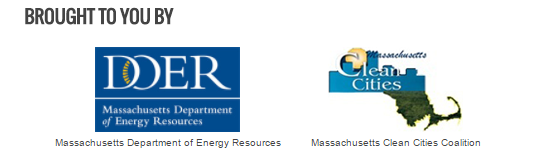 BROUGHT TO YOU BY
DOER
Massachusetts Department
of Energy Resources
Massachusetts
Clean
Cities
Massachusetts Department of Energy Resources
Massachusetts Clean Cities Coalition